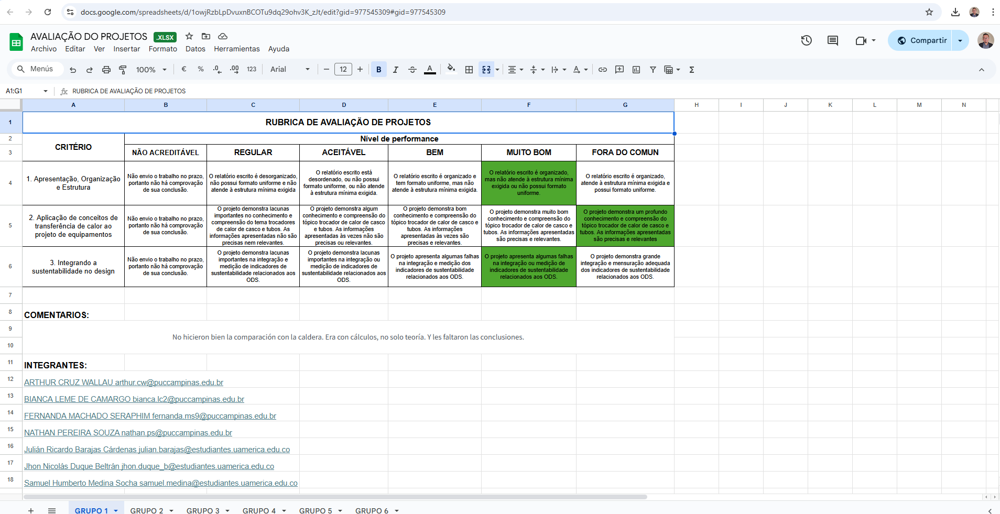 docs.google.com/spreadsheets/d/1owjRzbLpDvuxnBCOTu9dq29ohv3K_zJt/edit?gid=977545309#gid=977545309
AVALIAÇÃO DO PROJETOS .XLSX
Archivo Editar Ver Insertar Formato Datos Herramientas Ayuda
Compartir
Menús 100% € % .0 .00 123 Arial 12 B I A
A1:G1 fx RUBRICA DE AVALIAÇÃO DE PROJETOS
A B C D E F G H I J K L M N
1
RUBRICA DE AVALIAÇÃO DE PROJETOS
2
CRITÉRIO
Nível de performance
3
NÃO ACREDITÁVEL
REGULAR
ACEITÁVEL
BEM
MUITO BOM
FORA DO COMUN
4
1. Apresentação, Organização
e Estrutura
Não envio o trabalho no prazo,
portanto não há comprovação
de sua conclusão.
O relatório escrito é desorganizado,
não possui formato uniforme e não
atende à estrutura mínima exigida
O relatório escrito está
desordenado, ou não possui
formato uniforme, ou não atende
à estrutura mínima exigida.
O relatório escrito é organizado e
tem formato uniforme, mas não
atende à estrutura mínima exigida.
O relatório escrito é organizado,
mas não atende à estrutura mínima
exigida ou não possui formato
uniforme.
O relatório escrito é organizado,
atende à estrutura mínima exigida e
possui formato uniforme.
5
2. Aplicação de conceitos de
transferência de calor ao
projeto de equipamentos
Não envio o trabalho no prazo,
portanto não há comprovação
de sua conclusão.
O projeto demonstra lacunas
importantes no conhecimento e
compreensão do tema trocadores
de calor de casco e tubos. As
informações apresentadas não são
precisas nem relevantes.
O projeto demonstra algum
conhecimento e compreensão do
tópico trocador de calor de casco
e tubos. As informações
apresentadas às vezes não são
precisas ou relevantes.
O projeto demonstra bom
conhecimento e compreensão do
tópico trocador de calor de casco e
tubos. As informações
apresentadas às vezes são
precisas e relevantes.
O projeto demonstra muito bom
conhecimento e compreensão do
tópico trocador de calor de casco e
tubos. As informações apresentadas
são precisas e relevantes.
O projeto demonstra um profundo
conhecimento e compreensão do
tópico trocador de calor de casco e
tubos. As informações apresentadas
são precisas e relevantes
6
3. Integrando a
sustentabilidade no design
Não envio o trabalho no prazo,
portanto não há comprovação
de sua conclusão.
O projeto demonstra lacunas
importantes na integração e
medição de indicadores de
sustentabilidade relacionados aos
ODS.
O projeto demonstra lacunas
importantes na integração ou
medição de indicadores de
sustentabilidade relacionados aos
ODS.
O projeto apresenta algumas falhas
na integração e medição dos
indicadores de sustentabilidade
relacionados aos ODS.
O projeto apresenta algumas falhas
na integração ou medição de
indicadores de sustentabilidade
relacionados aos ODS.
O projeto demonstra grande
integração e mensuração adequada
dos indicadores de sustentabilidade
relacionados aos ODS.
7
8
COMENTARIOS:
9
No hicieron bien la comparación con la caldera. Era con cálculos, no solo teoría. Y les faltaron las conclusiones.
10
11
INTEGRANTES:
12
ARTHUR CRUZ WALLAU arthur.cw@puccampinas.edu.br
13
BIANCA LEME DE CAMARGO bianca.lc2@puccampinas.edu.br
14
FERNANDA MACHADO SERAPHIM fernanda.ms9@puccampinas.edu.br
15
NATHAN PEREIRA SOUZA nathan.ps@puccampinas.edu.br
16
Julián Ricardo Barajas Cárdenas julian.barajas@estudiantes.uamerica.edu.co
17
Jhon Nicolás Duque Beltrán jhon.duque_b@estudiantes.uamerica.edu.co
18
Samuel Humberto Medina Socha samuel.medina@estudiantes.uamerica.edu.co
GRUPO 1 GRUPO 2 GRUPO 3 GRUPO 4 GRUPO 5 GRUPO 6